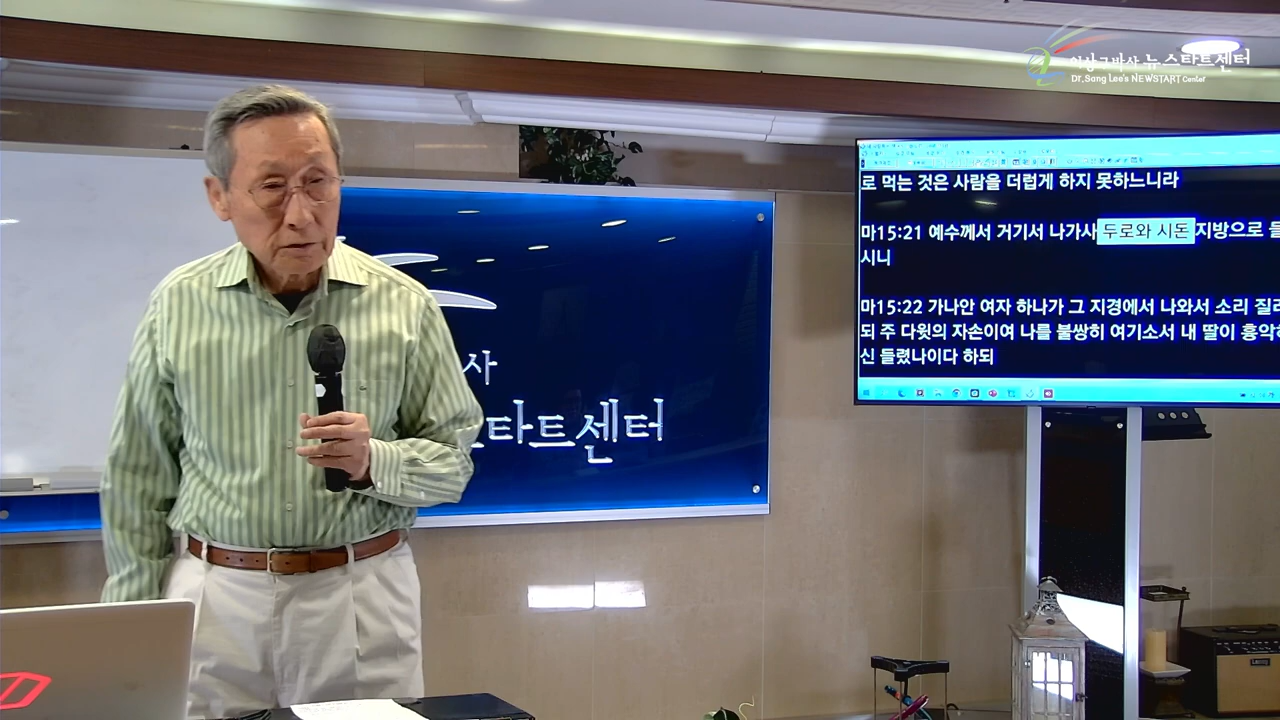 이상구박사 뉴스타트센터
Dr. Sang Lee's NEWSTART Center
로 먹는 것은 사람을 더럽게 하지 못하느니라
마15:21 예수께서 거기서 나가사 두로와 시돈 지방으로 들
시니
마15:22 가나안 여자 하나가 그 지경에서 나와서 소리 질러
되 주 다윗의 자손이여 나를 불쌍히 여기소서 내 딸이 흉악하
신 들렸나이다 하되
사
스타트센터